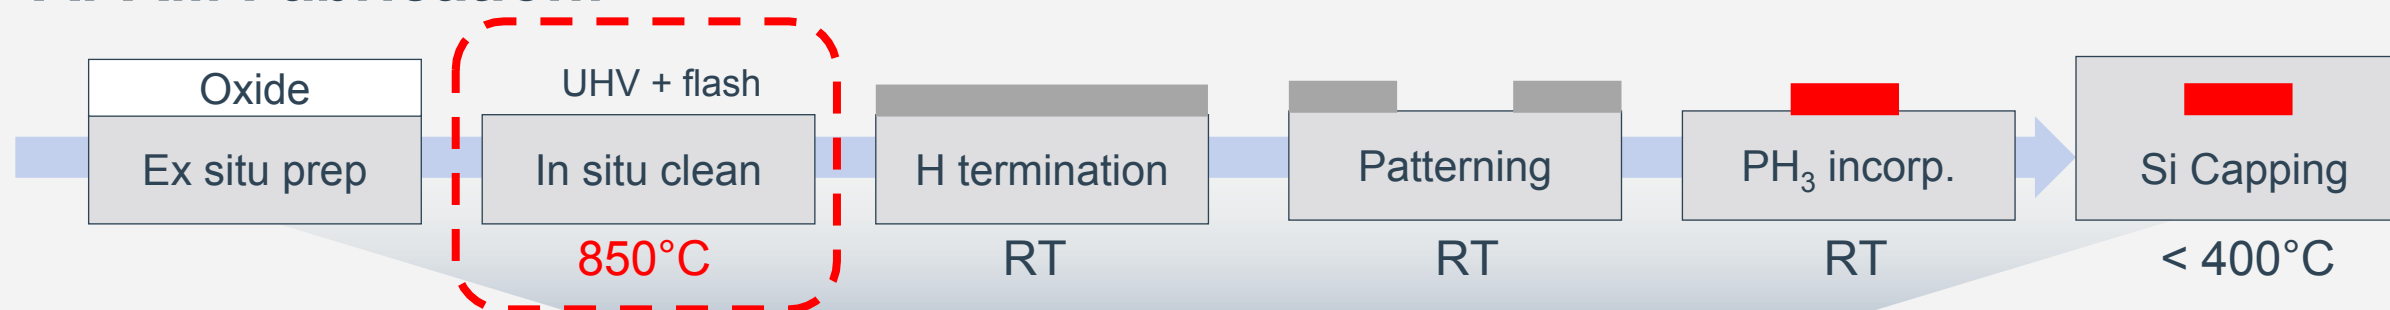 Oxide
Ex situ prep
UHV + flash
In situ clean
850°C
H termination
RT
Patterning
RT
PH₃ incorp.
RT
Si Capping
< 400°C